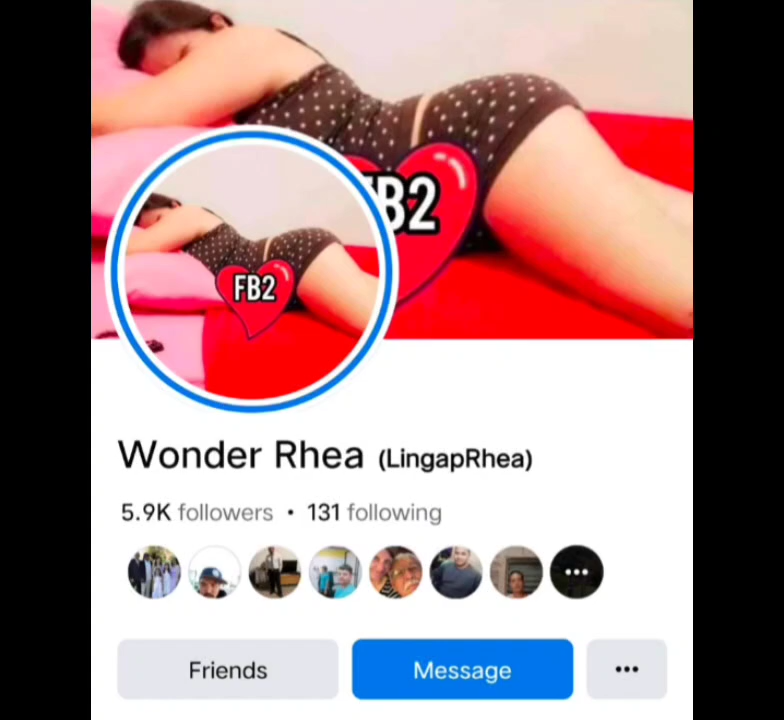 FB2
FB2
Wonder Rhea (LingapRhea)
5.9K followers • 131 following
Friends
Message